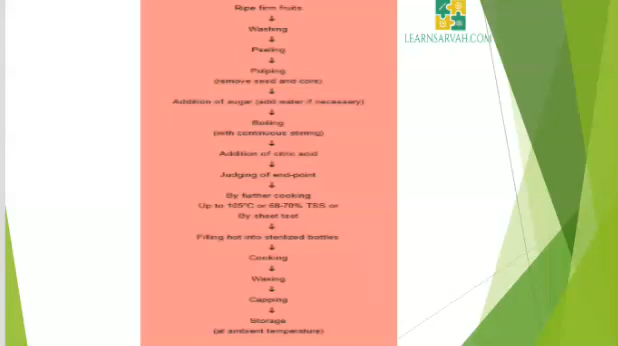 Ripe firm fruits
Washing
Peeling
Pulping
(remove seed and core)
Addition of sugar (add water if necessary)
Boiling
(with continuous stirring)
Addition of citric acid
Judging of end-point
By further cooking
Up to 105°C or 68-70% TSS or
By sheet test
Filling hot into sterilized bottles
Cooking
Waxing
Capping
Storage
(at ambient temperature)
LEARNSARVAH.COM